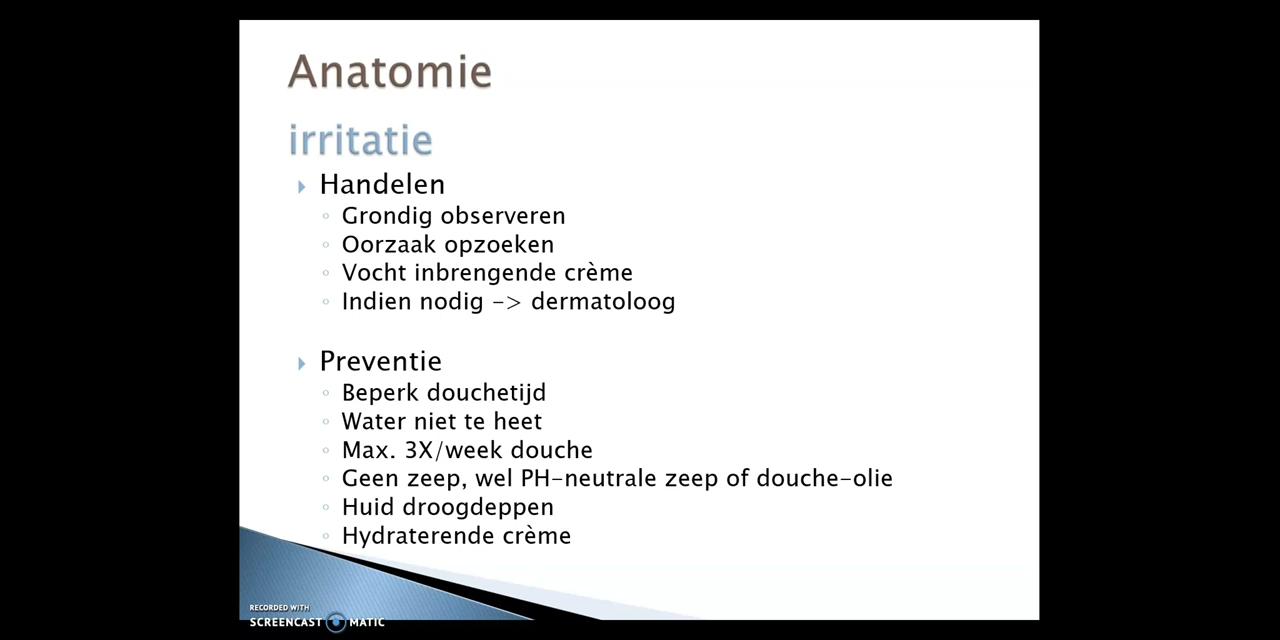 Anatomie
irritatie
Handelen
Grondig observeren
Oorzaak opzoeken
Vocht inbrengende crème
Indien nodig -> dermatoloog
Preventie
Beperk douchetijd
Water niet te heet
Max. 3X/week douche
Geen zeep, wel PH-neutrale zeep of douche-olie
Huid droogdeppen
Hydraterende crème
RECORDED WITH
SCREENCAST MATIC